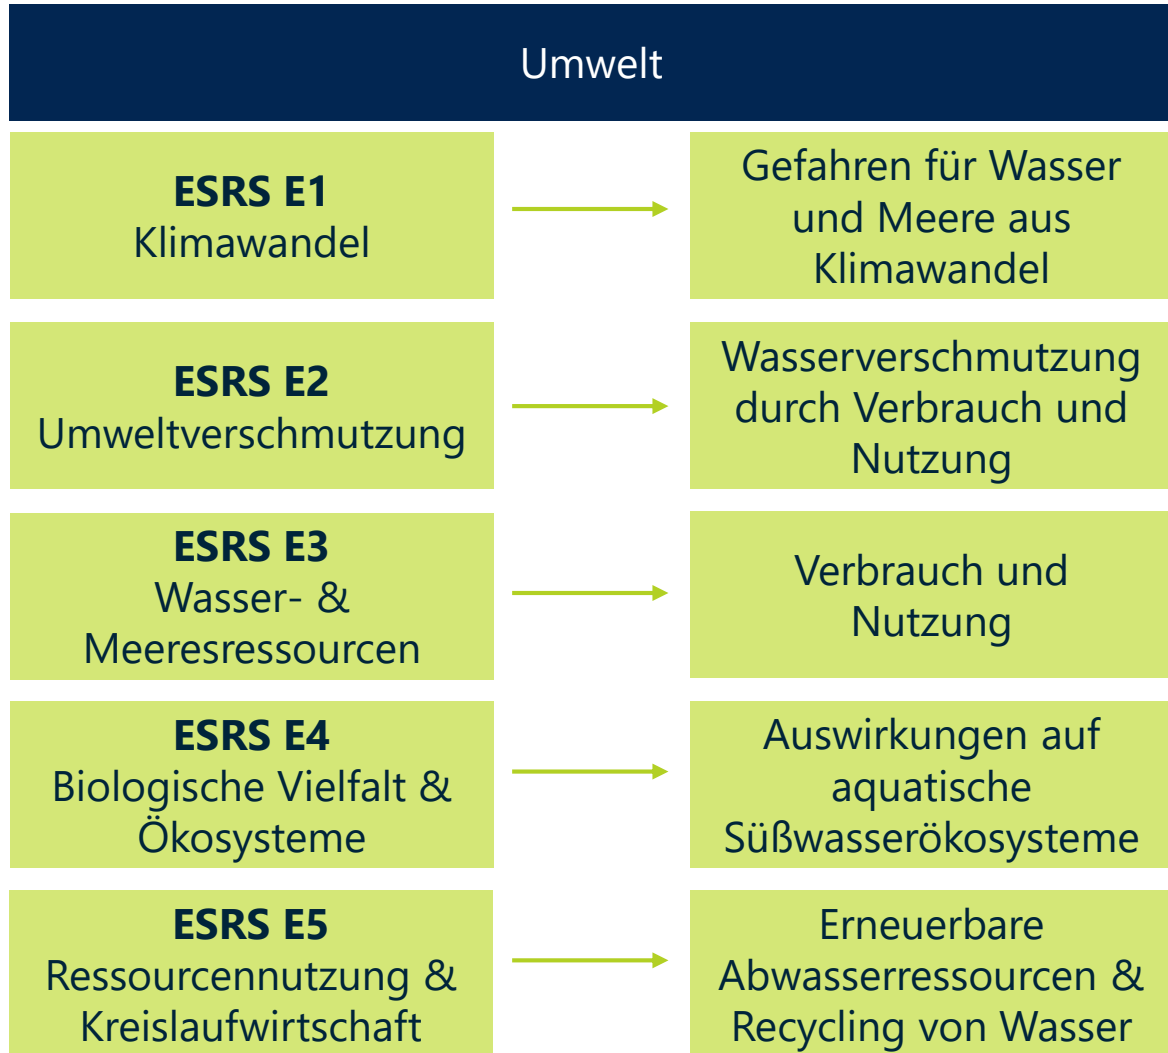 Umwelt
ESRS E1
Klimawandel
Gefahren für Wasser
und Meere aus
Klimawandel
ESRS E2
Umweltverschmutzung
Wasserverschmutzung
durch Verbrauch und
Nutzung
ESRS E3
Wasser- &
Meeresressourcen
Verbrauch und
Nutzung
ESRS E4
Biologische Vielfalt &
Ökosysteme
Auswirkungen auf
aquatische
Süßwasserökosysteme
ESRS E5
Ressourcennutzung &
Kreislaufwirtschaft
Erneuerbare
Abwasserressourcen &
Recycling von Wasser